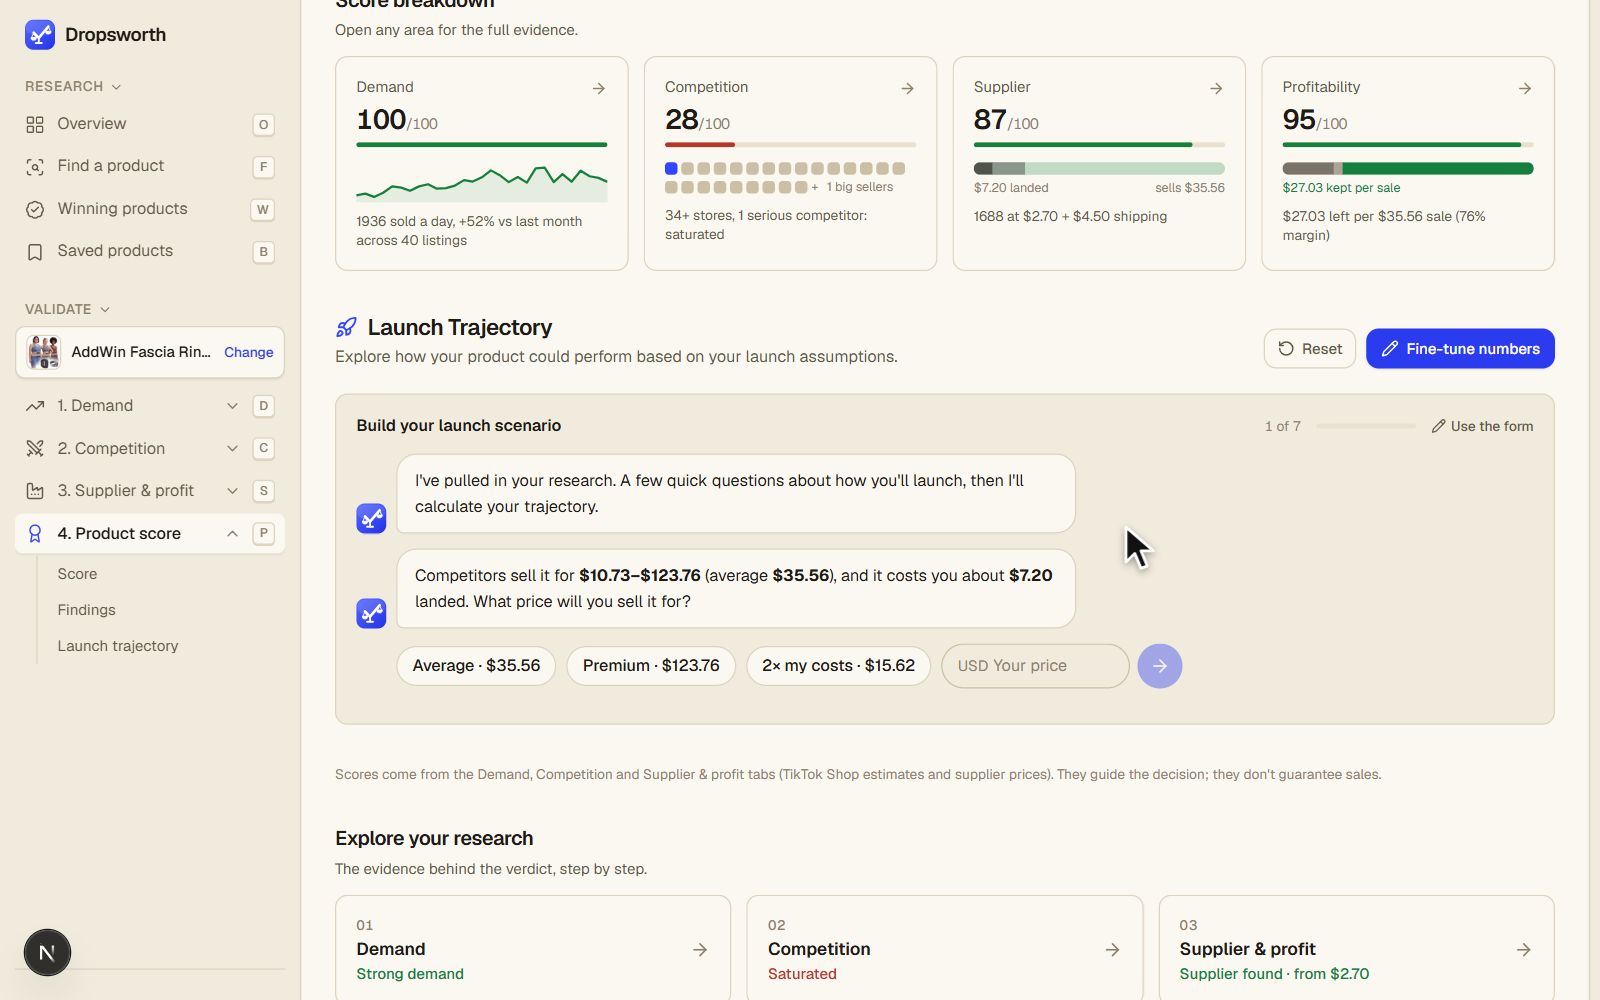 Dropsworth
RESEARCH
Overview
O
Find a product
F
Winning products
W
Saved products
B
VALIDATE
AddWin Fascia Rin...
Change
1. Demand
D
2. Competition
C
3. Supplier & profit
S
4. Product score
P
Score
Findings
Launch trajectory
N
Score breakdown
Open any area for the full evidence.
Demand
100/100
1936 sold a day, +52% vs last month
across 40 listings
Competition
28/100
+ 1 big sellers
34+ stores, 1 serious competitor:
saturated
Supplier
87/100
$7.20 landed
sells $35.56
1688 at $2.70 + $4.50 shipping
Profitability
95/100
$27.03 kept per sale
$27.03 left per $35.56 sale (76%
margin)
Launch Trajectory
Explore how your product could perform based on your launch assumptions.
Reset
Fine-tune numbers
Build your launch scenario
1 of 7
Use the form
I've pulled in your research. A few quick questions about how you'll launch, then I'll
calculate your trajectory.
Competitors sell it for $10.73–$123.76 (average $35.56), and it costs you about $7.20
landed. What price will you sell it for?
Average · $35.56
Premium · $123.76
2× my costs · $15.62
USD Your price
Scores come from the Demand, Competition and Supplier & profit tabs (TikTok Shop estimates and supplier prices). They guide the decision; they don't guarantee sales.
Explore your research
The evidence behind the verdict, step by step.
01
Demand
Strong demand
02
Competition
Saturated
03
Supplier & profit
Supplier found · from $2.70